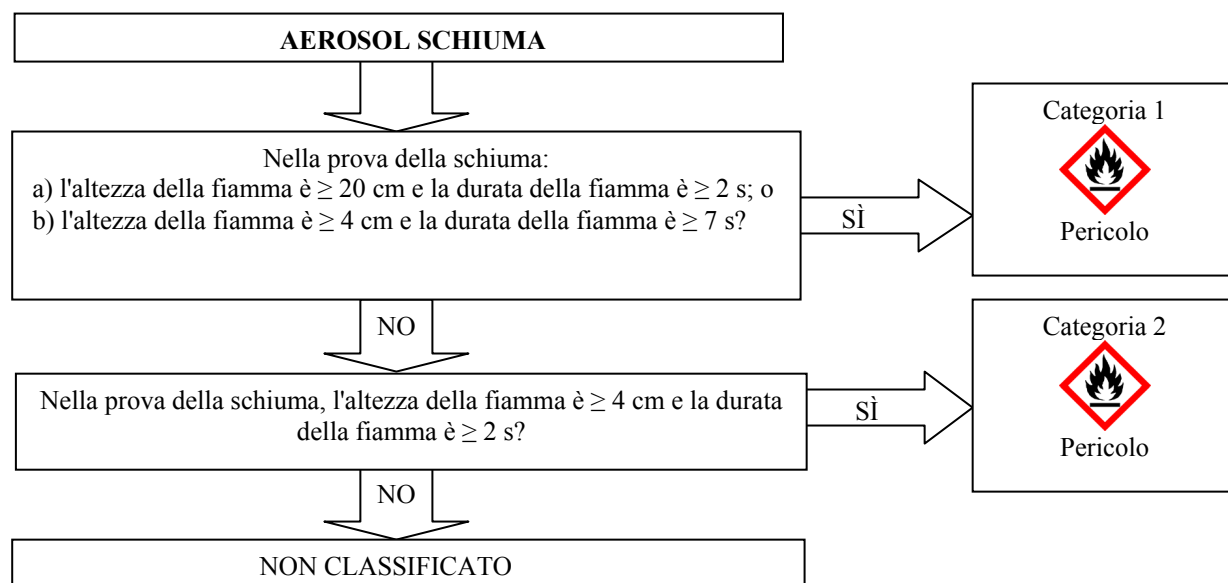 AEROSOL SCHIUMA
Nella prova della schiuma:
a) l'altezza della fiamma è ≥ 20 cm e la durata della fiamma è ≥ 2 s; o
b) l'altezza della fiamma è ≥ 4 cm e la durata della fiamma è ≥ 7 s?
SÌ
Categoria 1
Pericolo
NO
Nella prova della schiuma, l'altezza della fiamma è ≥ 4 cm e la durata
della fiamma è ≥ 2 s?
SÌ
Categoria 2
Pericolo
NO
NON CLASSIFICATO